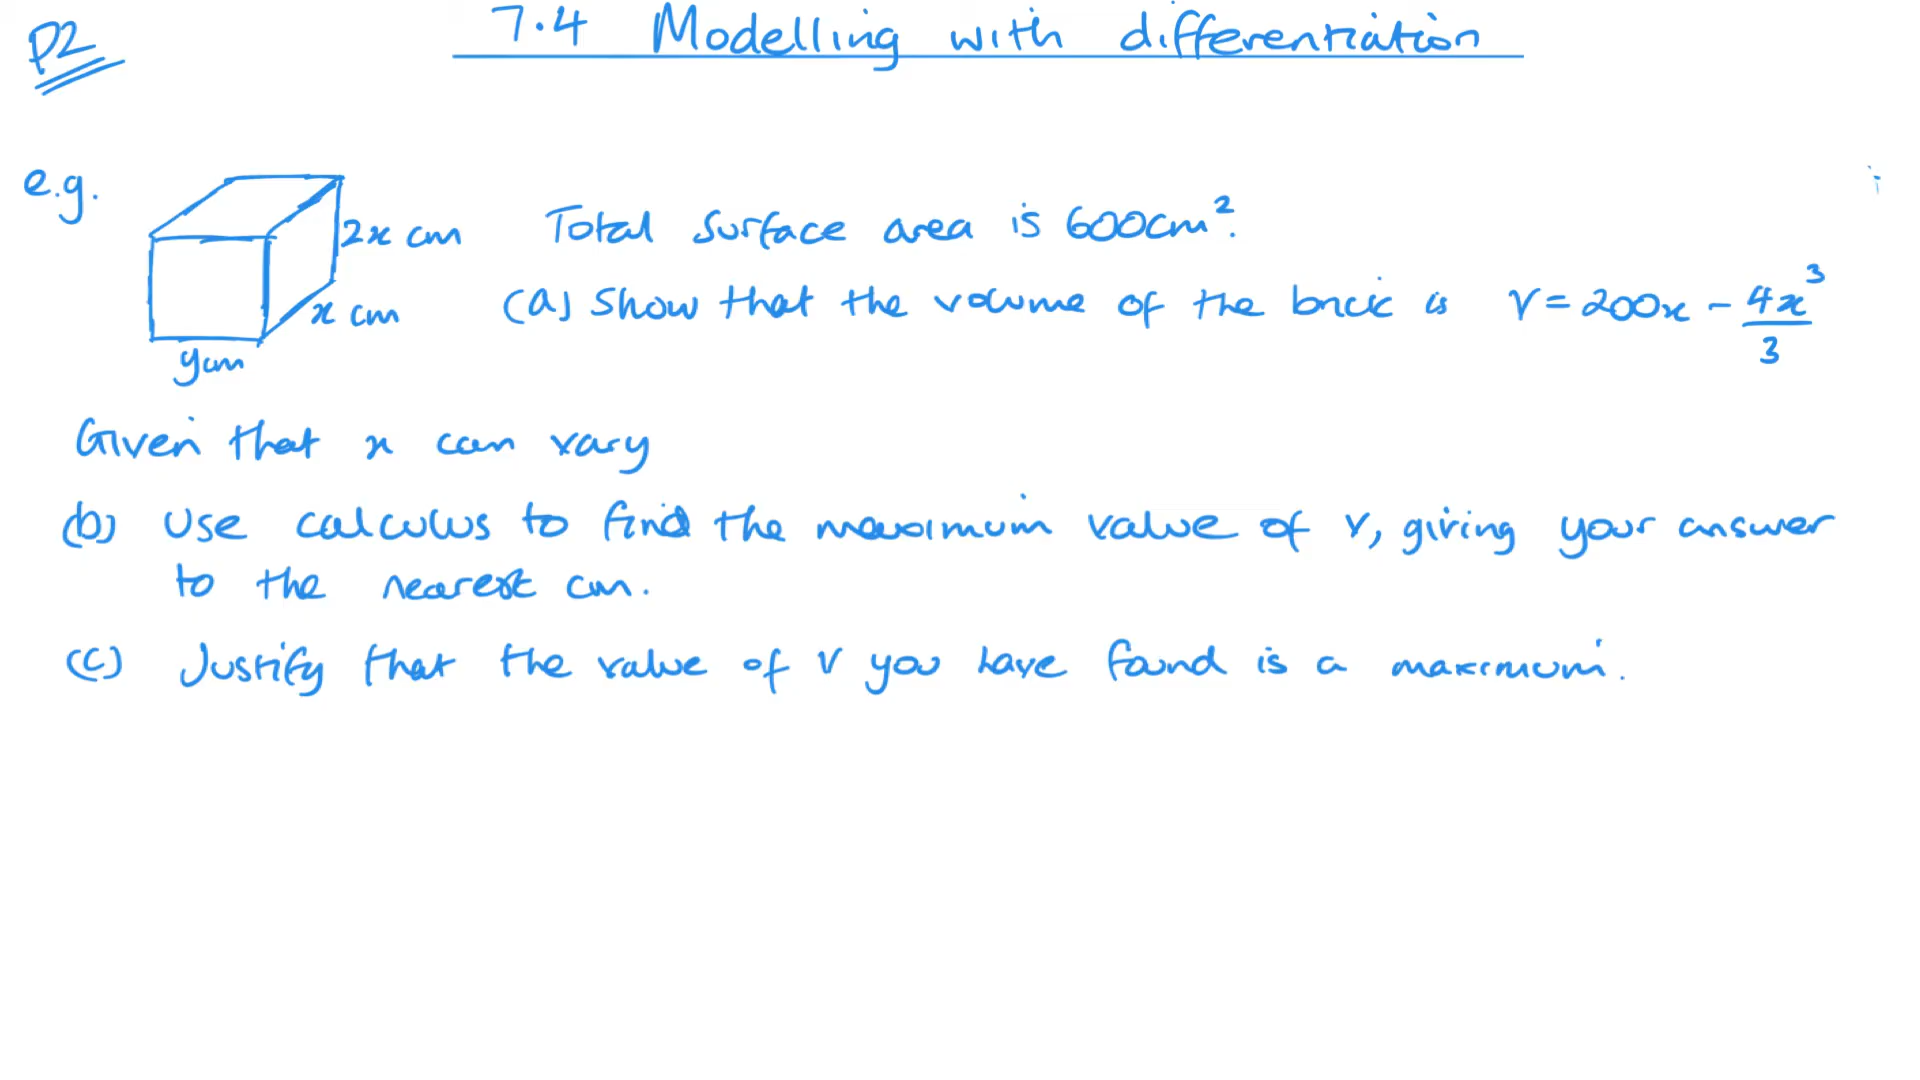 P2
7.4 Modelling with differentiation
e.g.
2x cm
x cm
y cm
Total surface area is 600cm².
(a) Show that the volume of the brick is V = 200x - 4x³/3
Given that x can vary
(b) Use calculus to find the maximum value of V, giving your answer
to the nearest cm.
(c) Justify that the value of V you have found is a maximum.